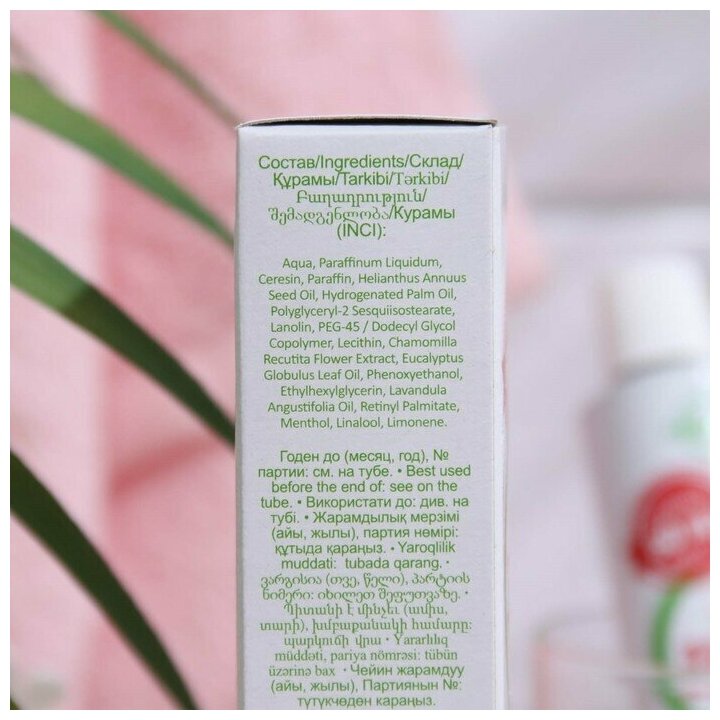 Состав/Ingredients/Склад/
Құрамы/Tarkibi/Tərkibi/
Բաղադրություն/
შემადგენლობა/Курамы
(INCI):
Aqua, Paraffinum Liquidum,
Ceresin, Paraffin, Helianthus Annuus
Seed Oil, Hydrogenated Palm Oil,
Polyglyceryl-2 Sesquiisostearate,
Lanolin, PEG-45 / Dodecyl Glycol
Copolymer, Lecithin, Chamomilla
Recutita Flower Extract, Eucalyptus
Globulus Leaf Oil, Phenoxyethanol,
Ethylhexylglycerin, Lavandula
Angustifolia Oil, Retinyl Palmitate,
Menthol, Linalool, Limonene.
Годен до (месяц, год), №
партии: см. на тубе. • Best used
before the end of: see on the
tube. • Використати до: див. на
тубі. • Жарамдылық мерзімі
(айы, жылы), партия нөмірі:
құтыда қараңыз. • Yaroqlilik
muddati: tubada qarang. •
ვარგისია (თვე, წელი), პარტიის
ნომერი: იხილეთ შეფუთვაზე. •
Պիտանի է մինչեւ (ամիս,
տարի), խմբաքանակի համարը:
պարկուճի վրա • Yararlılıq
müddəti, pariya nömrəsi: tübün
üzərinə bax • Чейин жарамдуу
(айы, жылы), Партиянын №:
түтүкчөдөн караңыз.